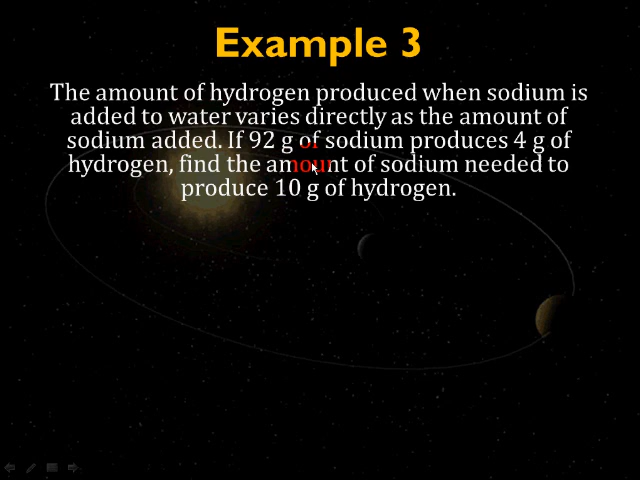 Example 3
The amount of hydrogen produced when sodium is
added to water varies directly as the amount of
sodium added. If 92 g of sodium produces 4 g of
hydrogen, find the amount of sodium needed to
produce 10 g of hydrogen.